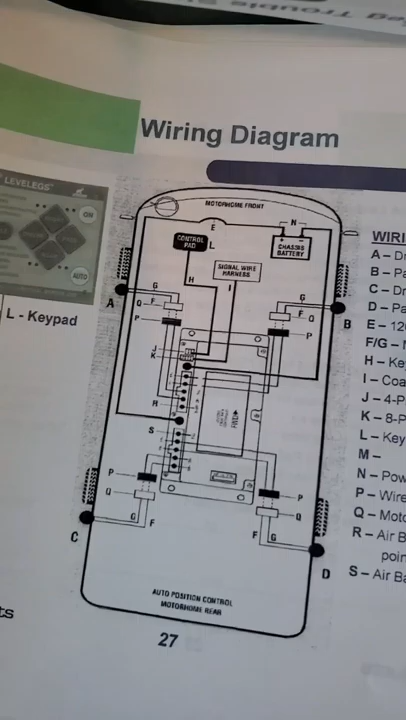 Wiring Diagram
LEVELEGS
ON
AUTO
L - Keypad
MOTORHOME FRONT
E
N
CONTROL PAD
L
CHASSIS BATTERY
SIGNAL WIRE HARNESS
H
I
G
F
Q
P
A
G
F
Q
P
B
J
K
R
S
P
Q
G
F
C
P
Q
G
F
D
AUTO POSITION CONTROL
MOTORHOME REAR
27
WIRI
A – Dr
B – Pa
C – Dr
D – Pa
E – 120
F/G –
H – Key
I – Coa
J – 4-P
K – 8-P
L – Key
M –
N – Pow
P – Wire
Q – Moto
R – Air B
poin
S – Air Ba
ts